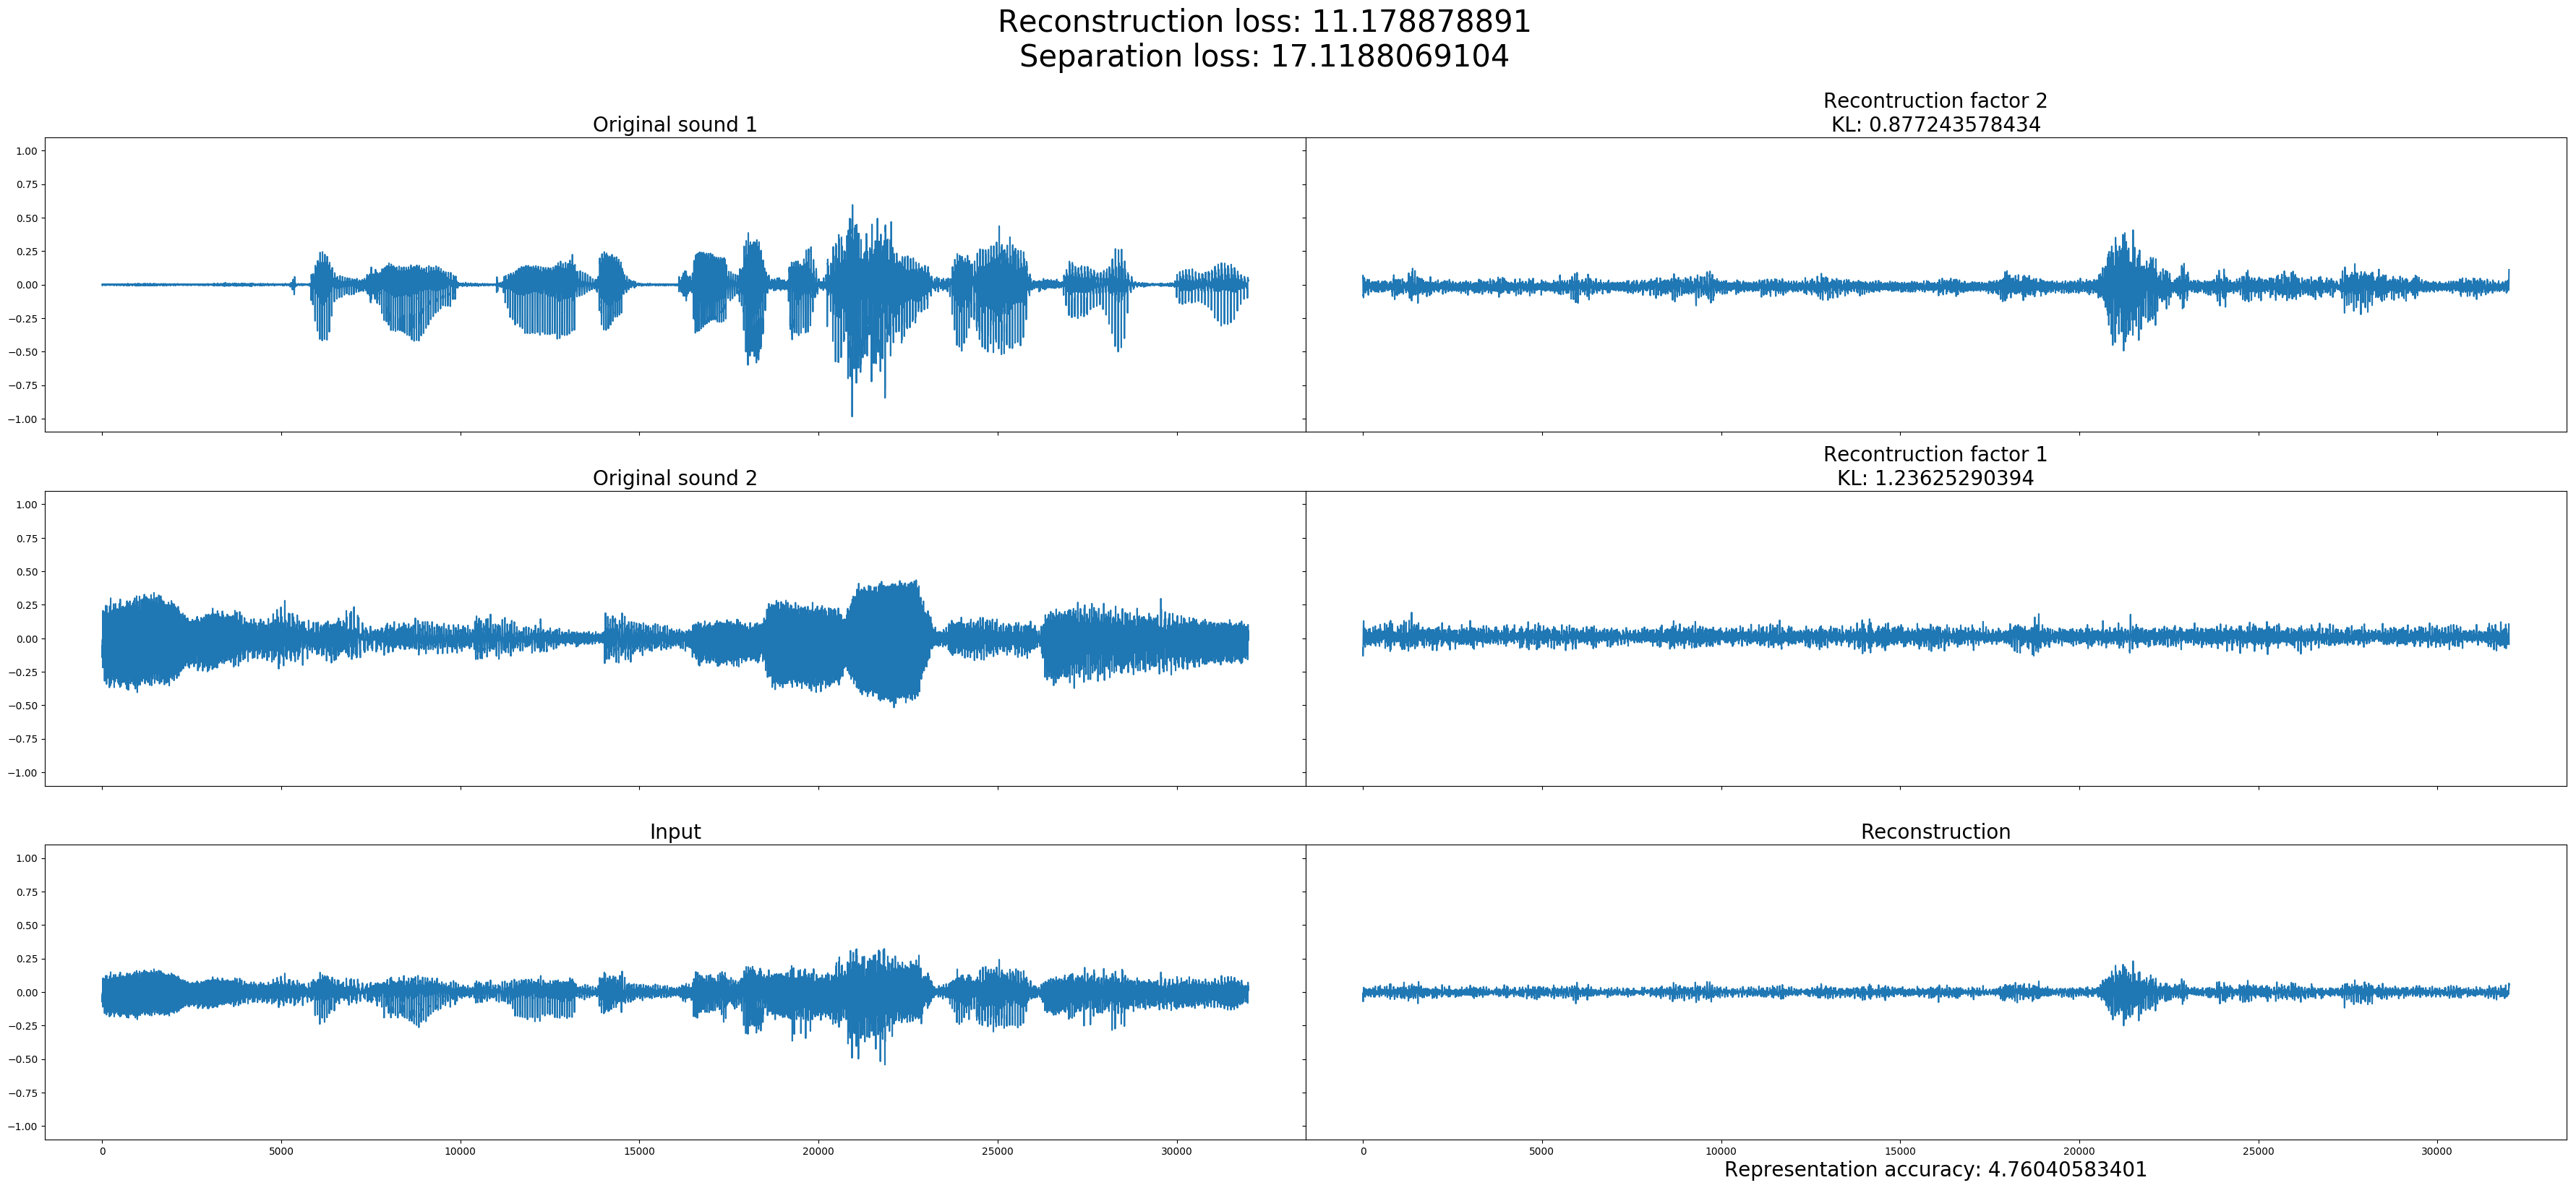 Reconstruction loss: 11.178878891
Separation loss: 17.1188069104
Original sound 1
Recontruction factor 2
KL: 0.877243578434
1.00
0.75
0.50
0.25
0.00
−0.25
−0.50
−0.75
−1.00
Original sound 2
Recontruction factor 1
KL: 1.23625290394
1.00
0.75
0.50
0.25
0.00
−0.25
−0.50
−0.75
−1.00
Input
Reconstruction
1.00
0.75
0.50
0.25
0.00
−0.25
−0.50
−0.75
−1.00
0 5000 10000 15000 20000 25000 30000
0 5000 10000 15000 20000 25000 30000
Representation accuracy: 4.76040583401